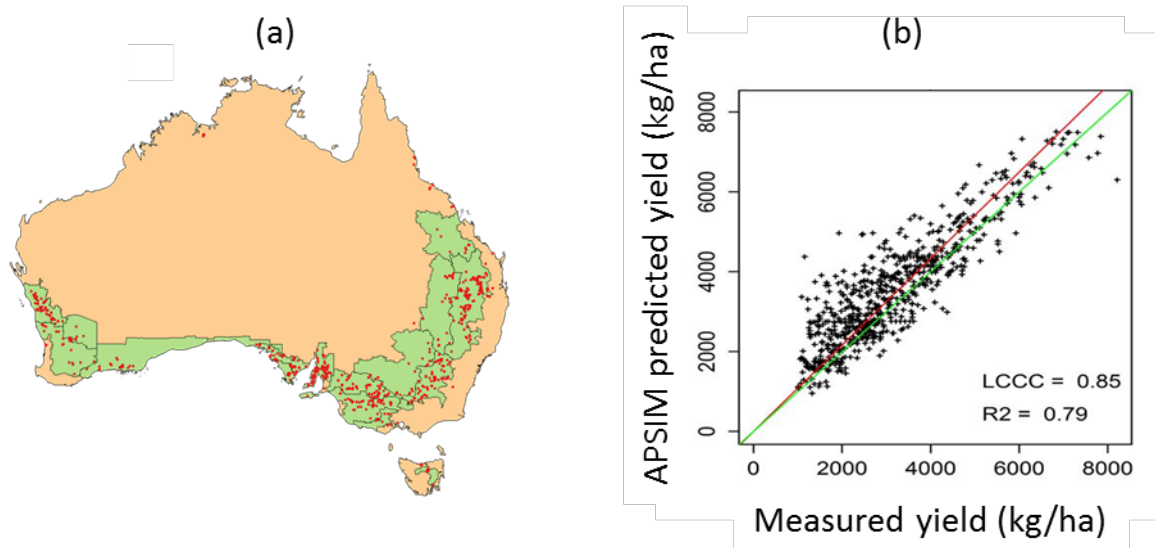 (a)
(b)
APSIM predicted yield (kg/ha)
8000
6000
4000
2000
0
LCCC = 0.85
R2 = 0.79
0 2000 4000 6000 8000
Measured yield (kg/ha)